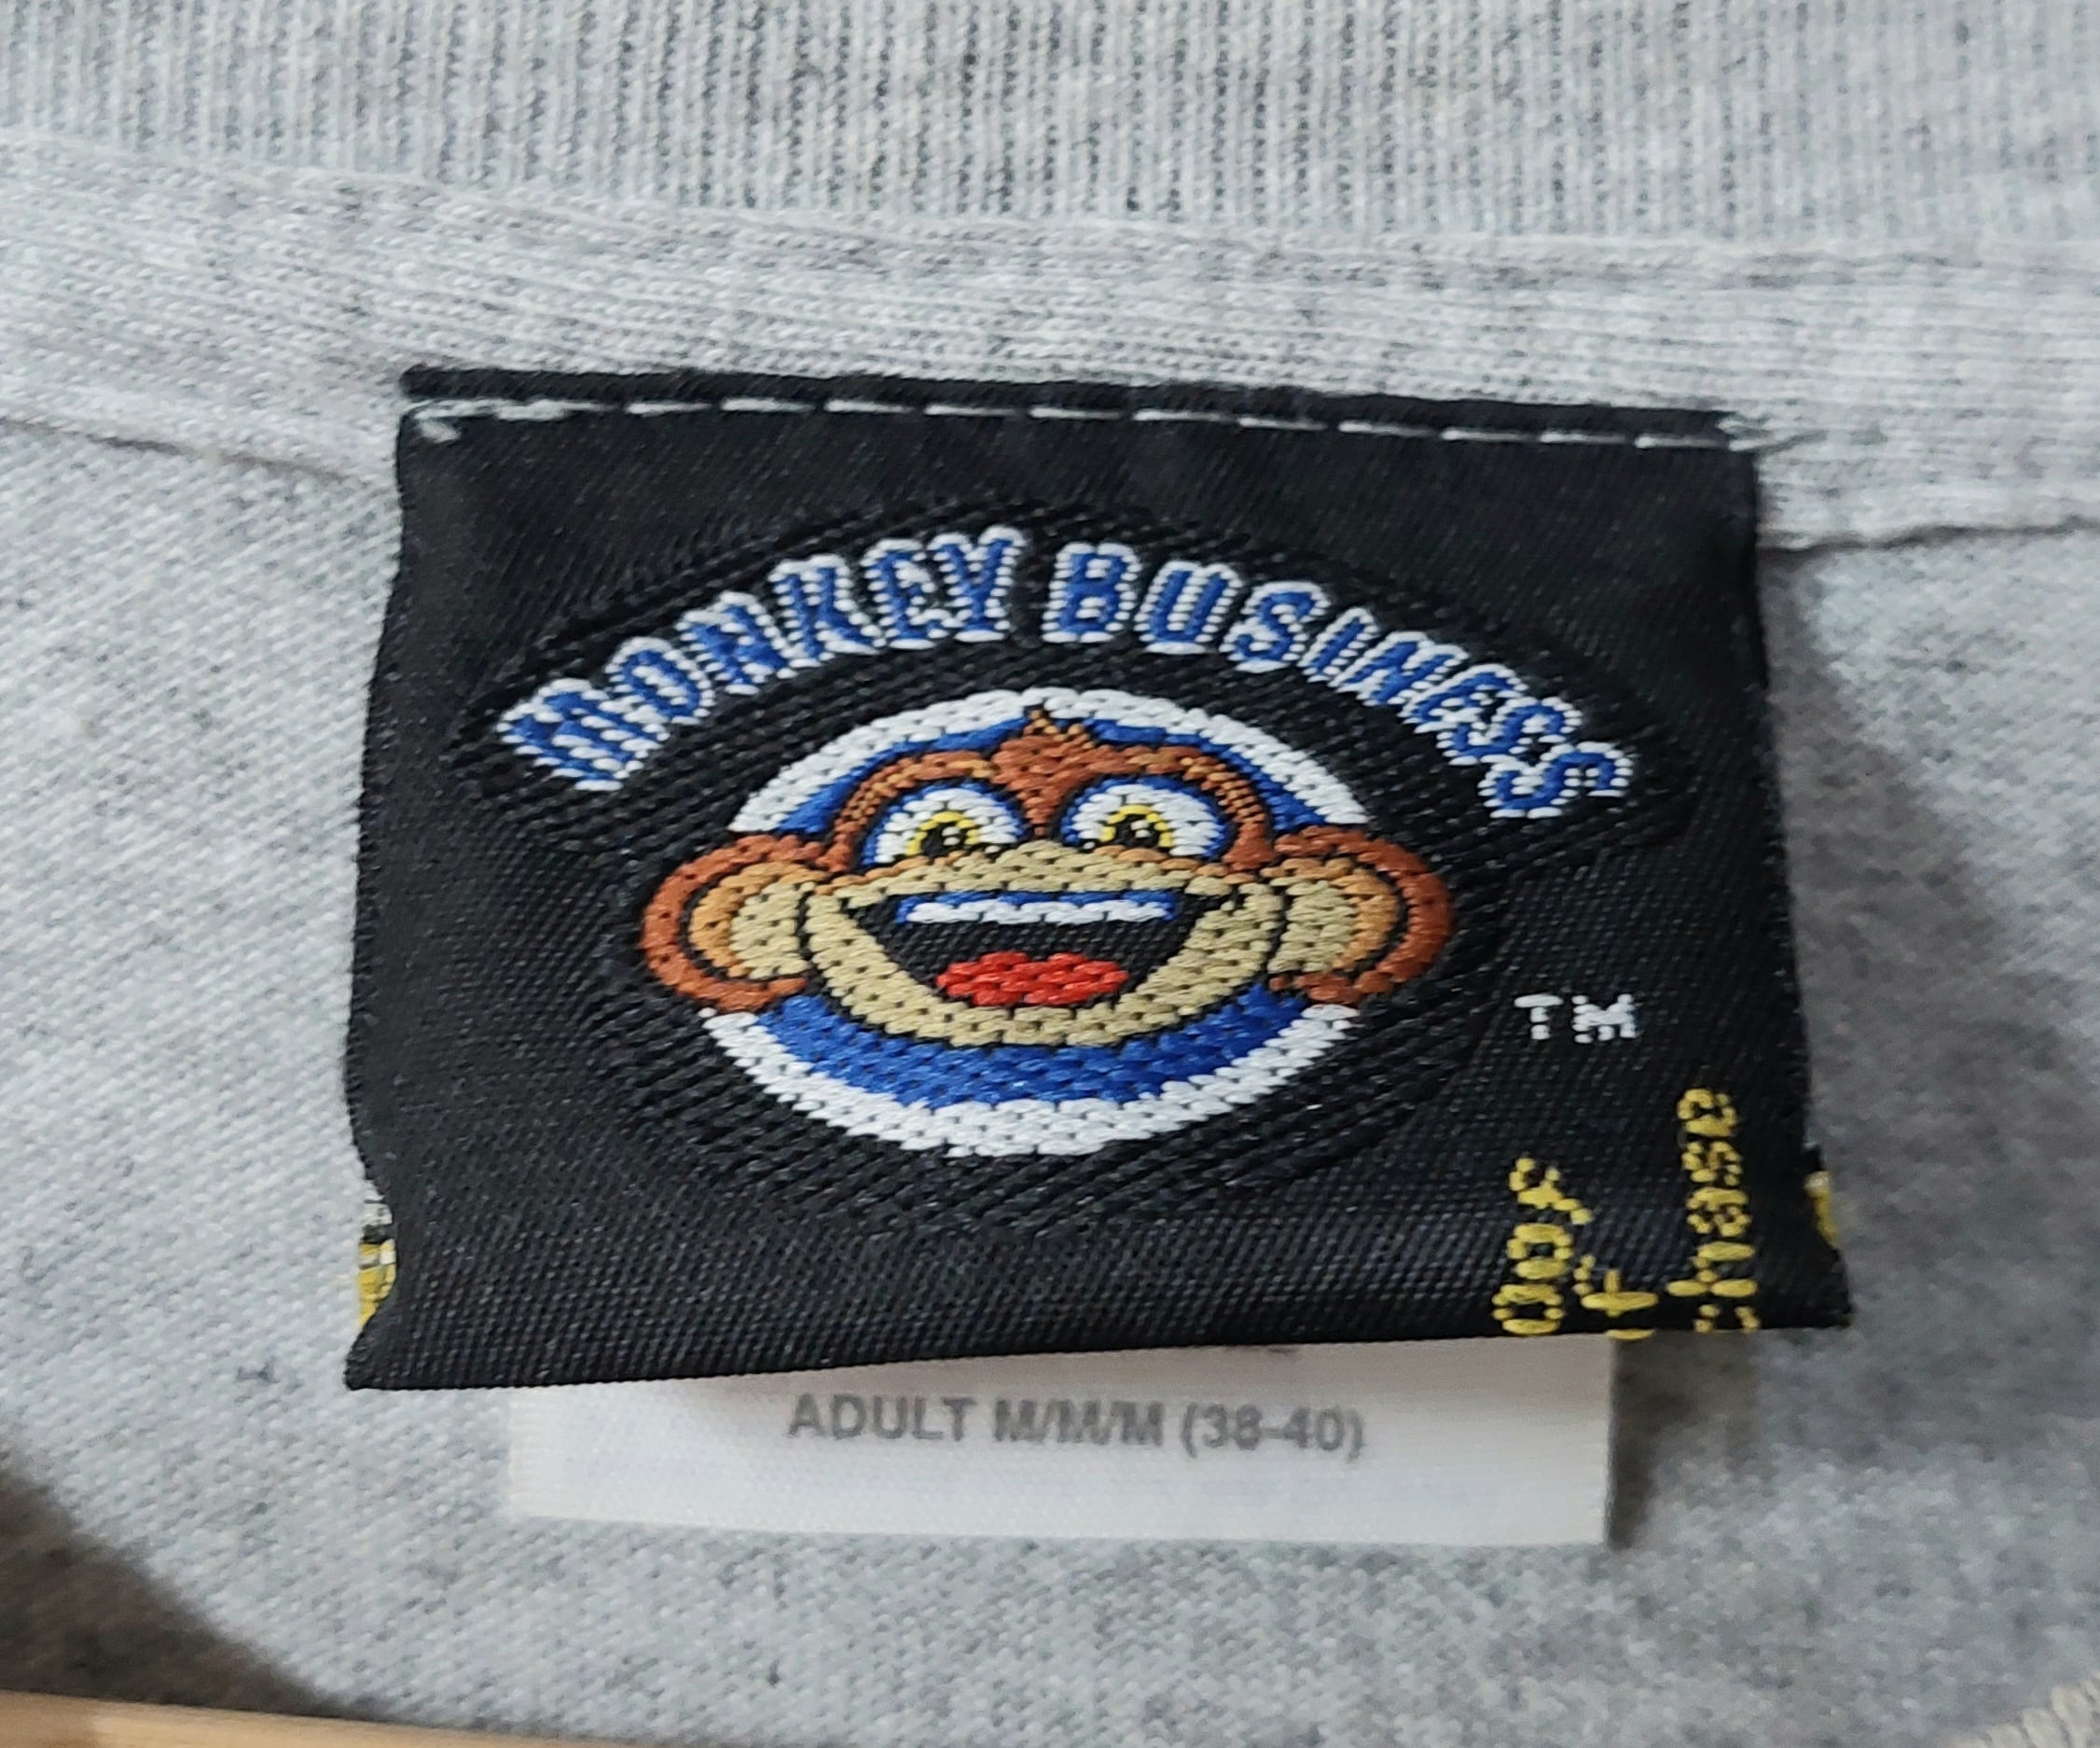 MONKEY BUSINESS
TM
ADULT M/M/M (38-40)